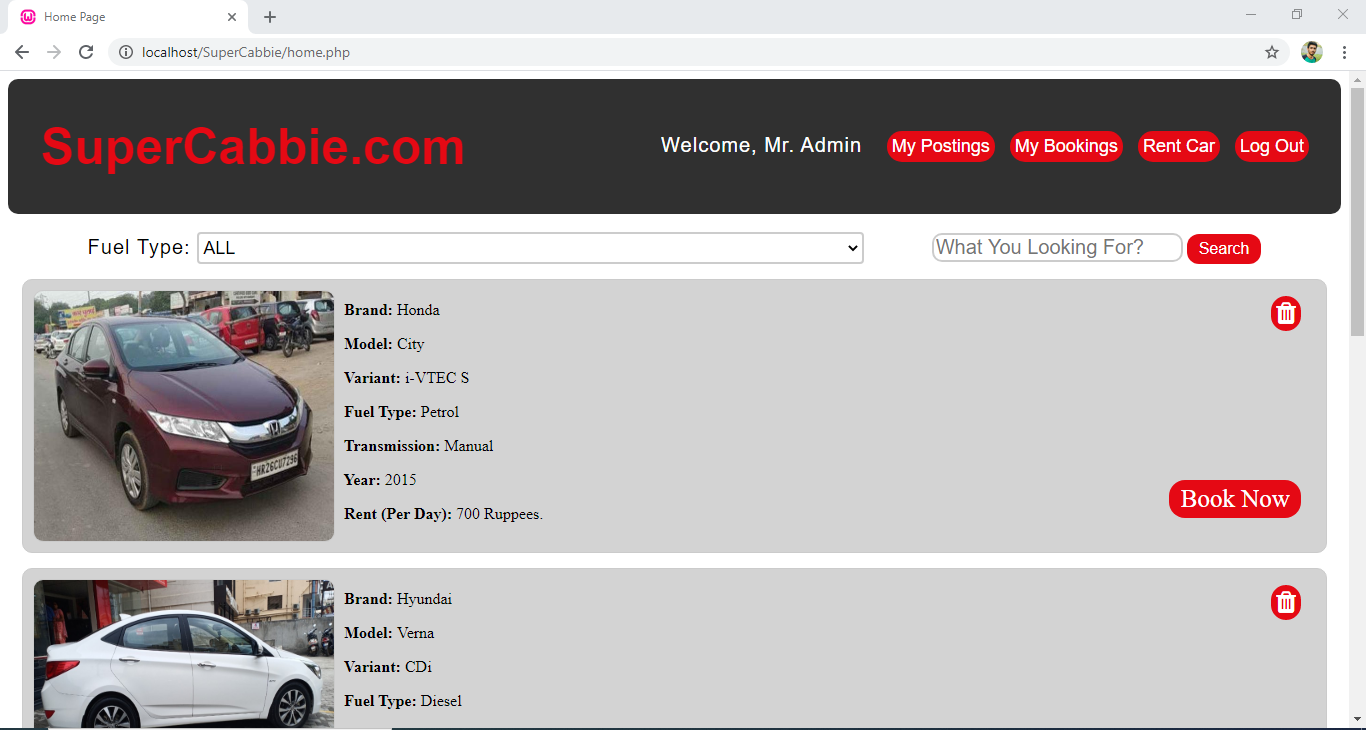 Home Page
localhost/SuperCabbie/home.php
SuperCabbie.com
Welcome, Mr. Admin
My Postings
My Bookings
Rent Car
Log Out
Fuel Type:
ALL
What You Looking For?
Search
Brand: Honda
Model: City
Variant: i-VTEC S
Fuel Type: Petrol
Transmission: Manual
Year: 2015
Rent (Per Day): 700 Ruppees.
HR26CU7296
Book Now
Brand: Hyundai
Model: Verna
Variant: CDi
Fuel Type: Diesel